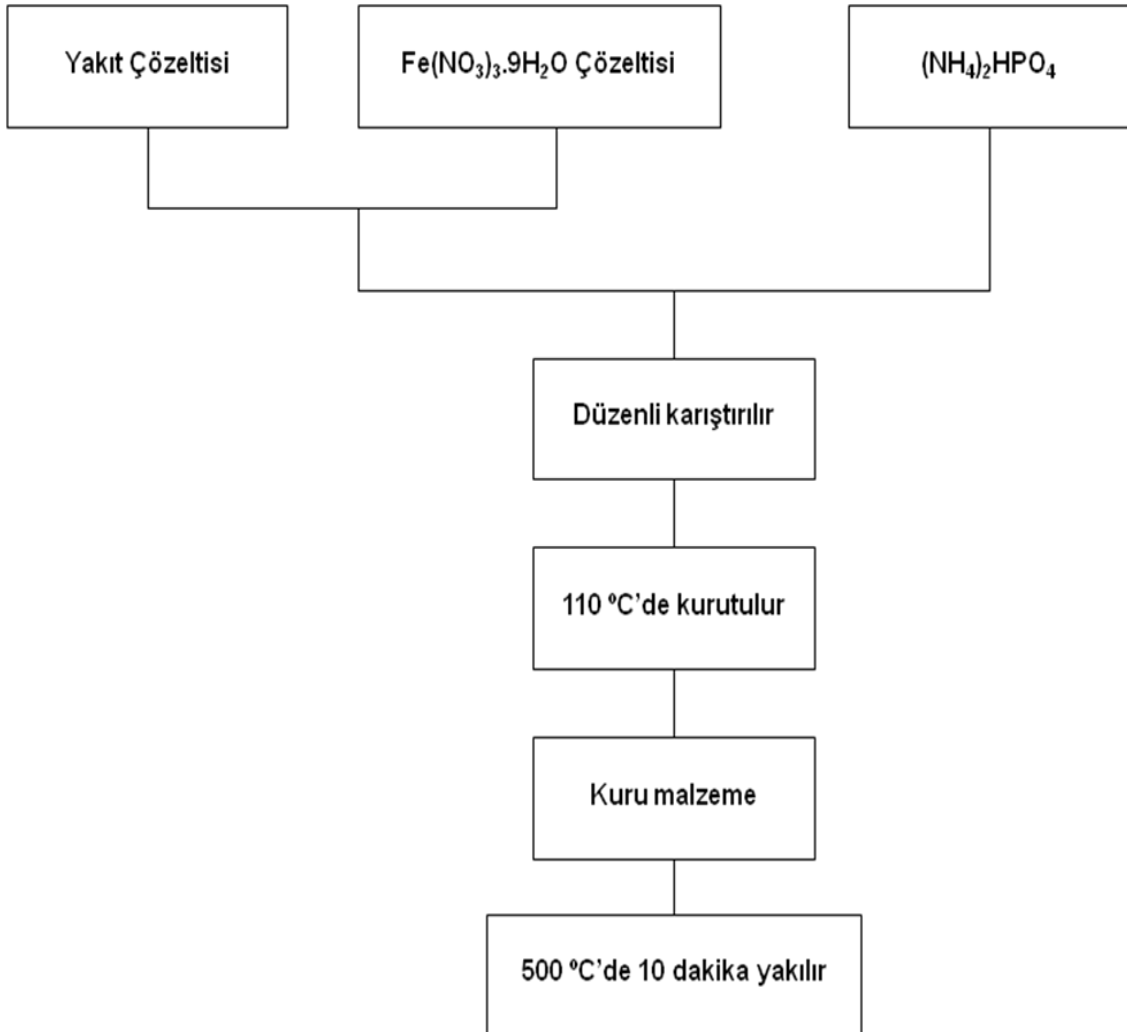 Yakıt Çözeltisi
Fe(NO₃)₃.9H₂O Çözeltisi
(NH₄)₂HPO₄
Düzenli karıştırılır
110 ºC’de kurutulur
Kuru malzeme
500 ºC’de 10 dakika yakılır